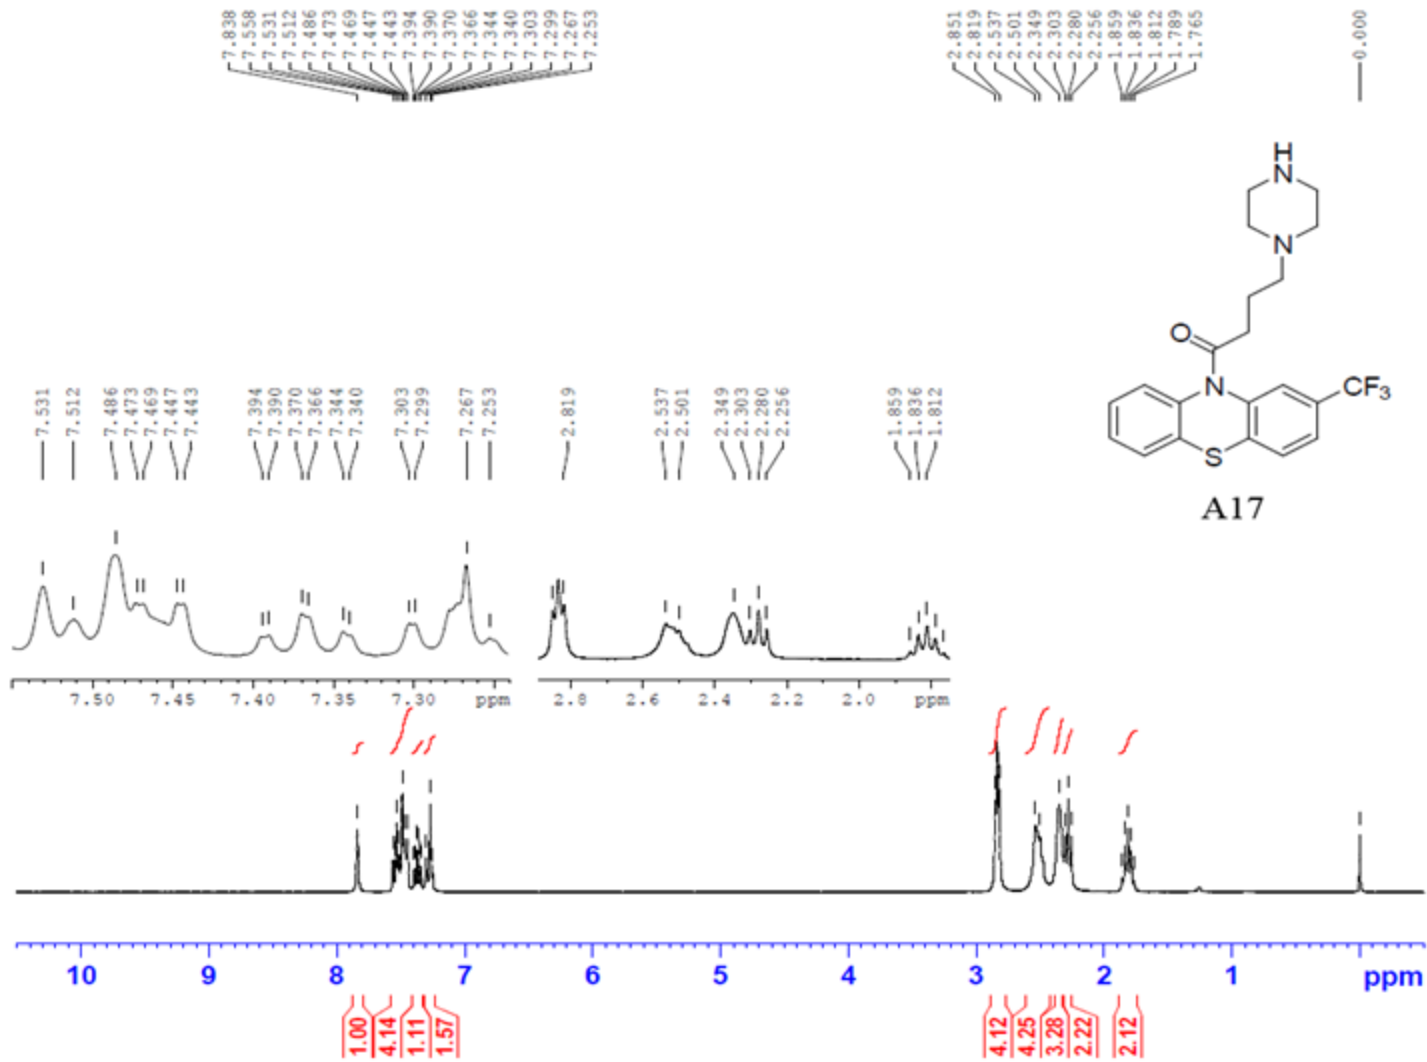 7.838 7.558 7.531 7.512 7.486 7.473 7.469 7.447 7.443 7.394 7.390 7.370 7.366 7.344 7.340 7.303 7.299 7.267 7.253
2.851 2.819 2.537 2.501 2.349 2.303 2.280 2.256 1.859 1.836 1.812 1.789 1.765
0.000
H
N
N
O
N
CF3
S
A17
7.531 7.512 7.486 7.473 7.469 7.447 7.443 7.394 7.390 7.370 7.366 7.344 7.340 7.303 7.299 7.267 7.253
2.819 2.537 2.501 2.349 2.303 2.280 2.256 1.859 1.836 1.812
7.50 7.45 7.40 7.35 7.30 ppm
2.8 2.6 2.4 2.2 2.0 ppm
10 9 8 7 6 5 4 3 2 1 ppm
1.00 4.14 1.11 1.57 4.12 4.25 3.28 2.22 2.12